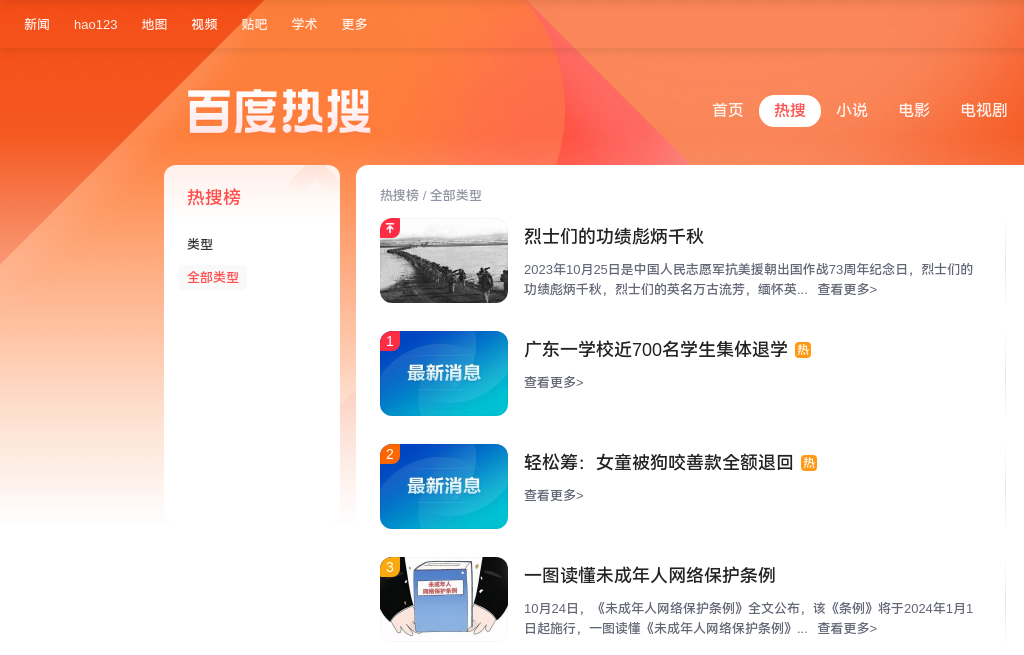 新闻 hao123 地图 视频 贴吧 学术 更多
百度热搜
首页 热搜 小说 电影 电视剧
热搜榜
类型
全部类型
热搜榜 / 全部类型
烈士们的功绩彪炳千秋
2023年10月25日是中国人民志愿军抗美援朝出国作战73周年纪念日，烈士们的
功绩彪炳千秋，烈士们的英名万古流芳，缅怀英... 查看更多>
1
最新消息
广东一学校近700名学生集体退学 热
查看更多>
2
最新消息
轻松筹：女童被狗咬善款全额退回 热
查看更多>
3
未成年人
网络保护条例
一图读懂未成年人网络保护条例
10月24日，《未成年人网络保护条例》全文公布，该《条例》将于2024年1月1
日起施行，一图读懂《未成年人网络保护条例》... 查看更多>